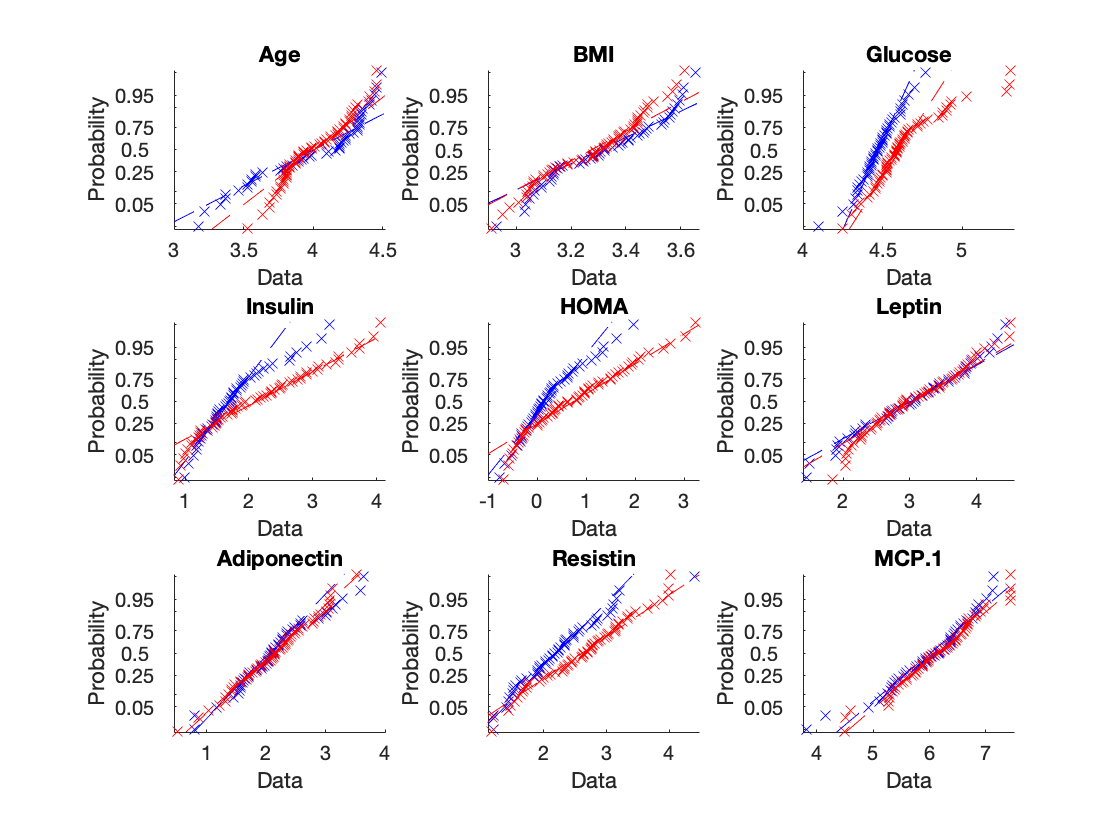 Age
BMI
Glucose
Probability
0.95
0.75
0.5
0.25
0.05
3
3.5
4
4.5
Data
Probability
0.95
0.75
0.5
0.25
0.05
3
3.2
3.4
3.6
Data
Probability
0.95
0.75
0.5
0.25
0.05
4
4.5
5
Data
Insulin
HOMA
Leptin
Probability
0.95
0.75
0.5
0.25
0.05
1
2
3
4
Data
Probability
0.95
0.75
0.5
0.25
0.05
-1
0
1
2
3
Data
Probability
0.95
0.75
0.5
0.25
0.05
2
3
4
Data
Adiponectin
Resistin
MCP.1
Probability
0.95
0.75
0.5
0.25
0.05
1
2
3
4
Data
Probability
0.95
0.75
0.5
0.25
0.05
2
3
4
Data
Probability
0.95
0.75
0.5
0.25
0.05
4
5
6
7
Data